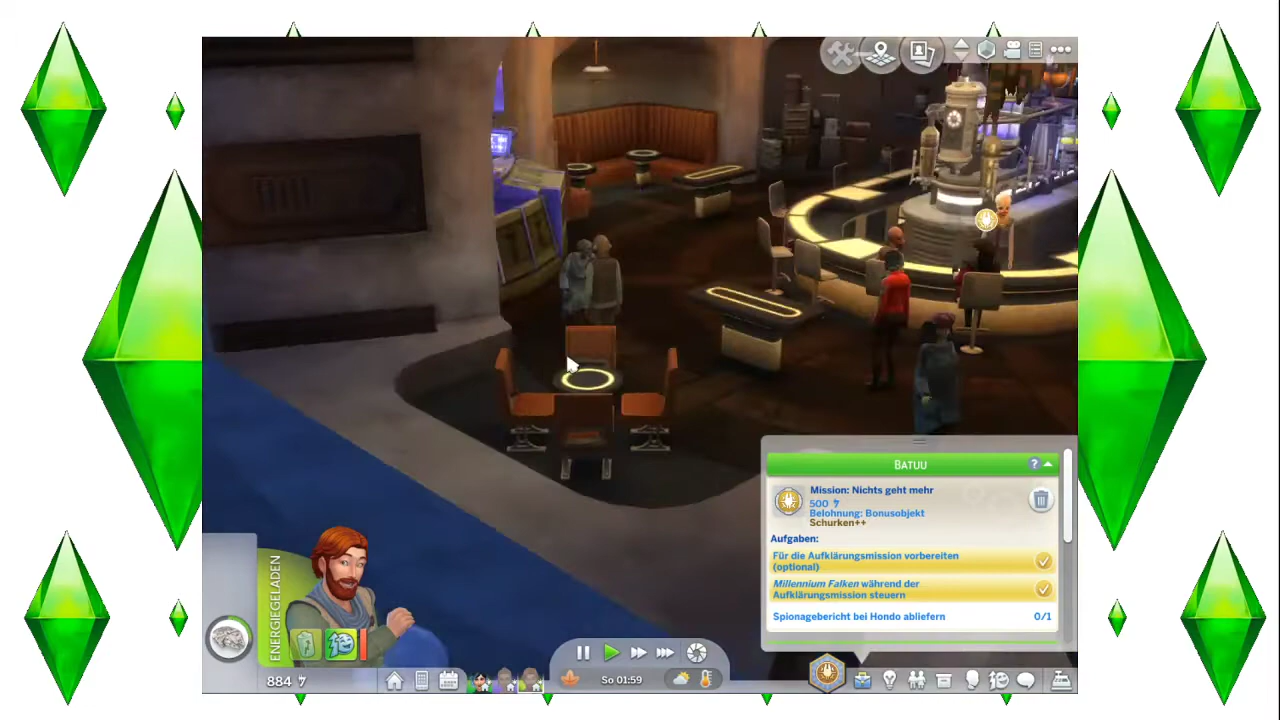 BATUU
?
Mission: Nichts geht mehr
500
Belohnung: Bonusobjekt
Schurken++
Aufgaben:
Für die Aufklärungsmission vorbereiten
(optional)
Millennium Falken während der
Aufklärungsmission steuern
Spionagebericht bei Hondo abliefern 0/1
ENERGIEGELADEN
884
So 01:59